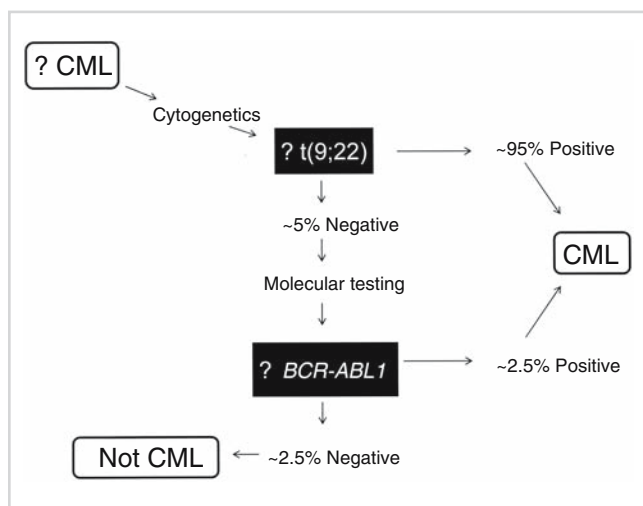 ? CML
Cytogenetics
? t(9;22)
~95% Positive
~5% Negative
CML
Molecular testing
? BCR-ABL1
~2.5% Positive
Not CML
~2.5% Negative